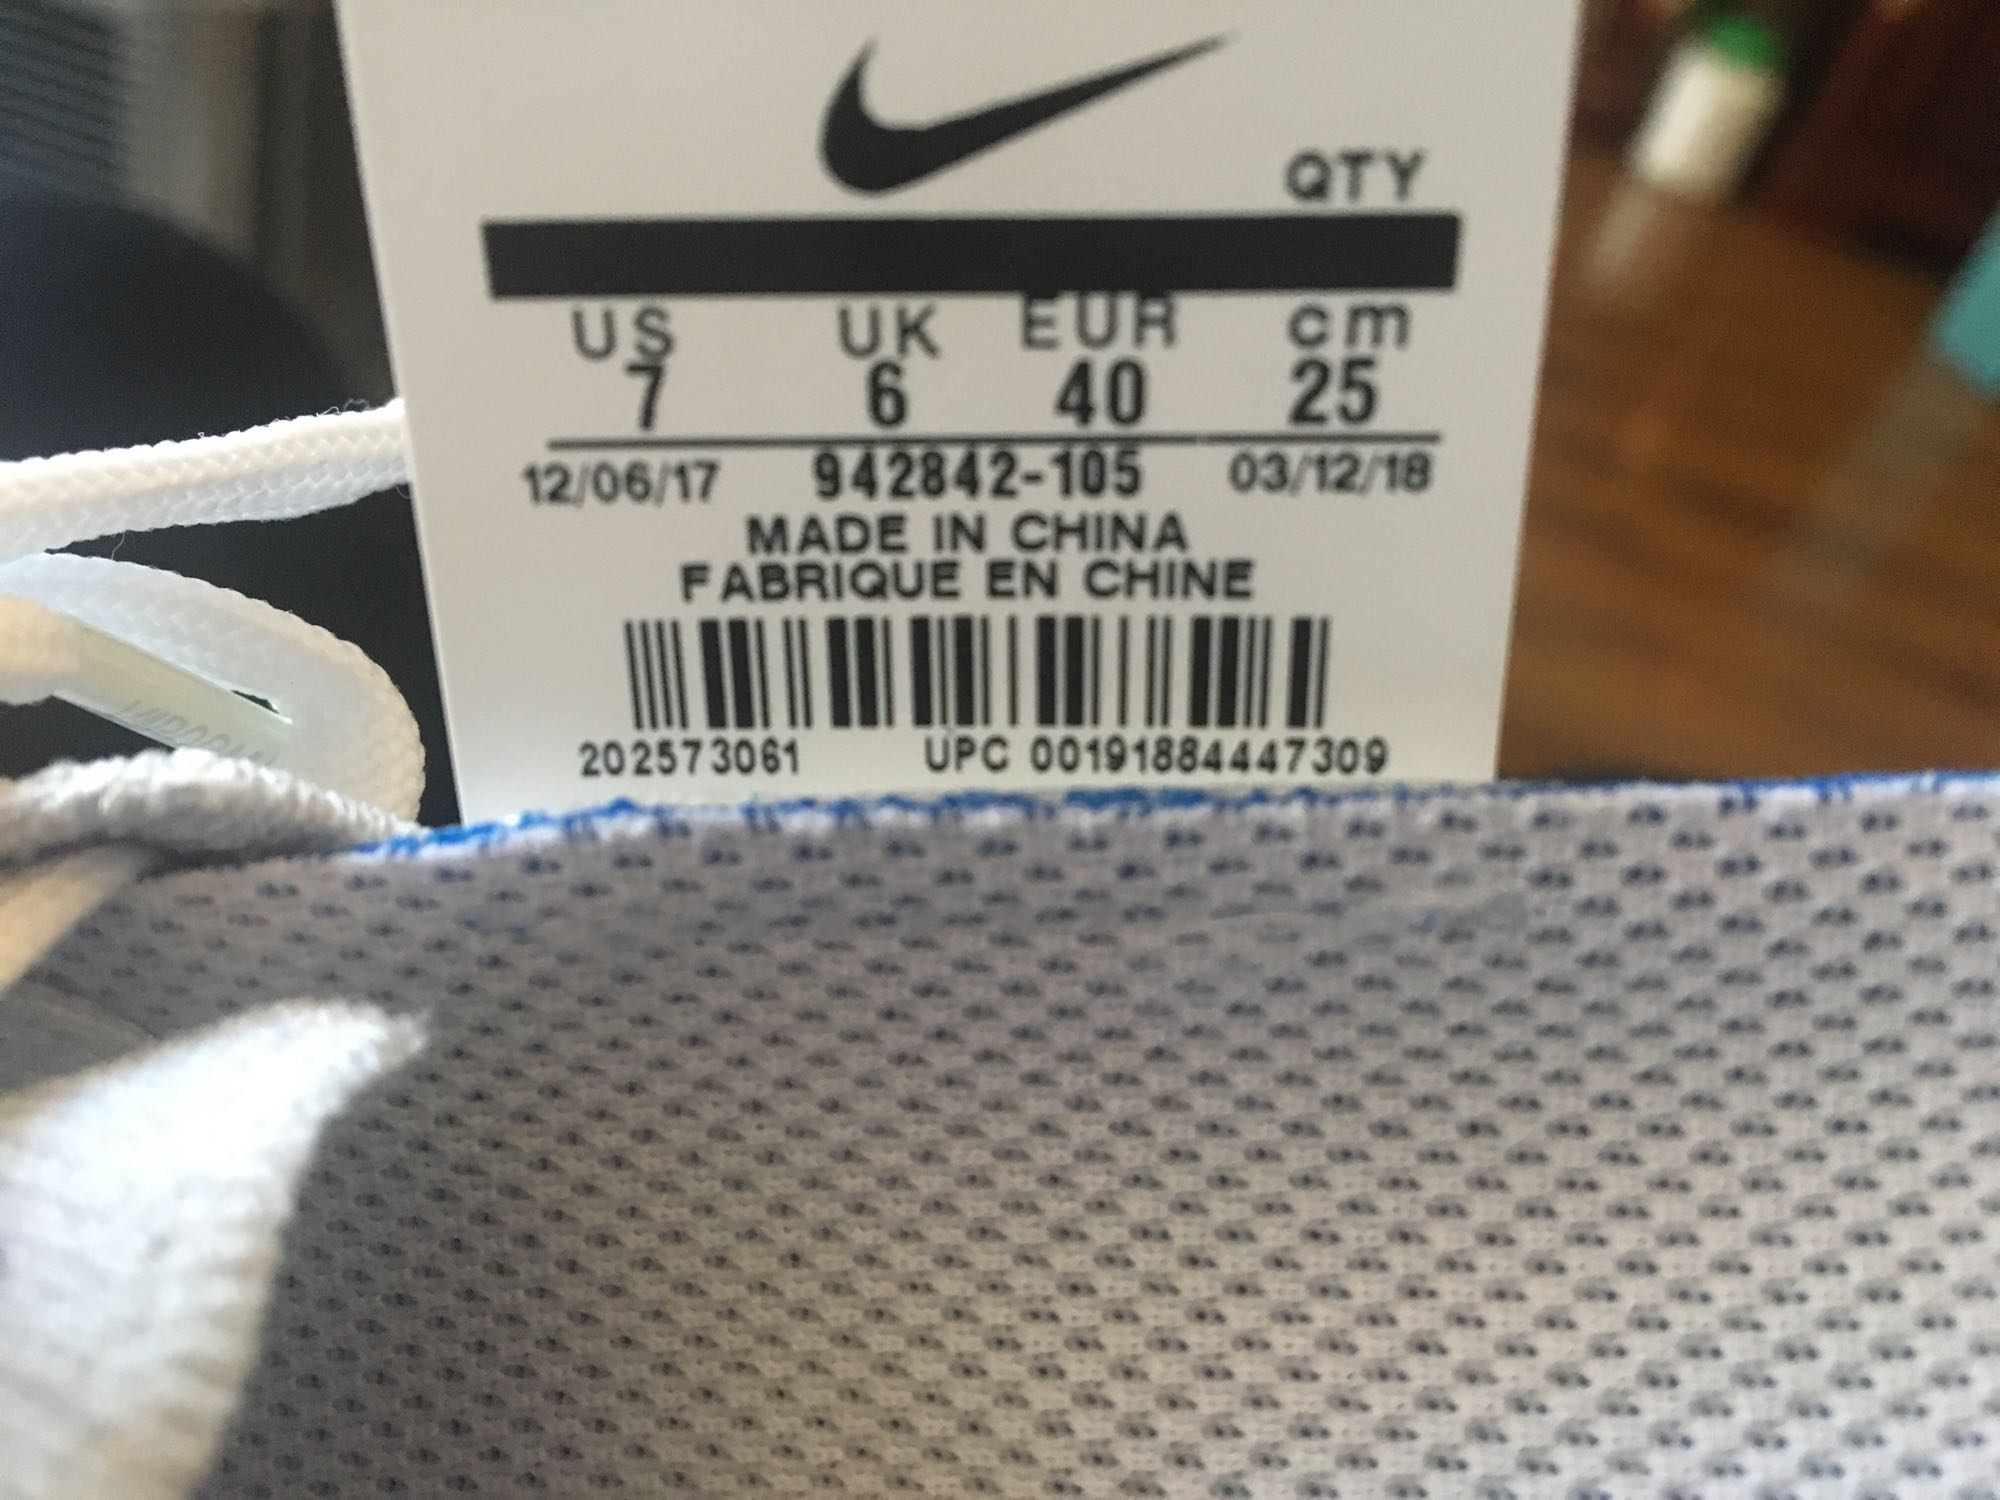 QTY
US UK EUR cm
7 6 40 25
12/06/17 942842-105 03/12/18
MADE IN CHINA
FABRIQUE EN CHINE
202573061 UPC 00191884447309